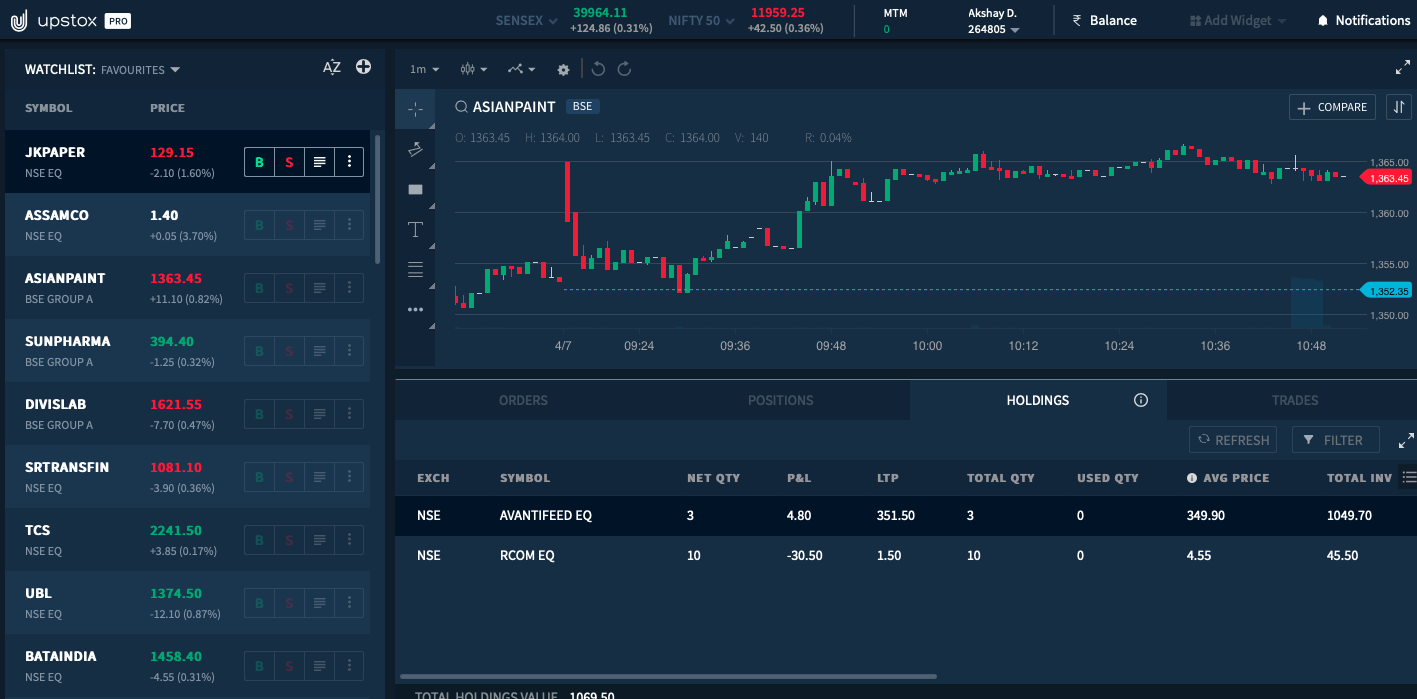 upstox PRO
SENSEX 39964.11 +124.86 (0.31%)
NIFTY 50 11959.25 +42.50 (0.36%)
MTM 0
Akshay D. 264805
₹ Balance
Add Widget
Notifications
WATCHLIST: FAVOURITES AZ
SYMBOL PRICE
JKPAPER 129.15 B S
NSE EQ -2.10 (1.60%)
ASSAMCO 1.40 B S
NSE EQ +0.05 (3.70%)
ASIANPAINT 1363.45 B S
BSE GROUP A +11.10 (0.82%)
SUNPHARMA 394.40 B S
BSE GROUP A -1.25 (0.32%)
DIVISLAB 1621.55 B S
BSE GROUP A -7.70 (0.47%)
SRTRANSFIN 1081.10 B S
NSE EQ -3.90 (0.36%)
TCS 2241.50 B S
NSE EQ +3.85 (0.17%)
UBL 1374.50 B S
NSE EQ -12.10 (0.87%)
BATAINDIA 1458.40 B S
NSE EQ -4.55 (0.31%)
1m
ASIANPAINT BSE COMPARE
O: 1363.45 H: 1364.00 L: 1363.45 C: 1364.00 V: 140 R: 0.04%
T
1,365.00
1,363.45
1,360.00
1,355.00
1,352.35
1,350.00
4/7 09:24 09:36 09:48 10:00 10:12 10:24 10:36 10:48
ORDERS POSITIONS HOLDINGS TRADES
REFRESH FILTER
EXCH SYMBOL NET QTY P&L LTP TOTAL QTY USED QTY AVG PRICE TOTAL INV
NSE AVANTIFEED EQ 3 4.80 351.50 3 0 349.90 1049.70
NSE RCOM EQ 10 -30.50 1.50 10 0 4.55 45.50
TOTAL HOLDINGS VALUE 1069.50